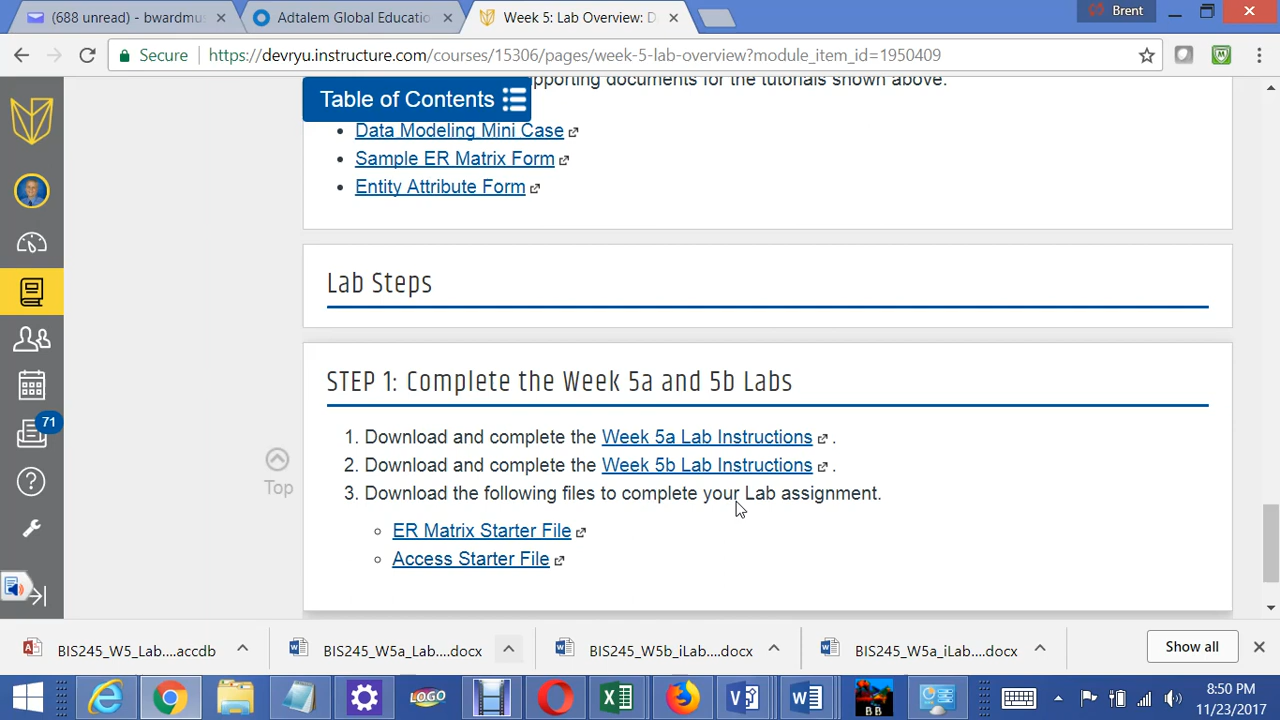 (688 unread) - bwardmu
Adtalem Global Educatio
Week 5: Lab Overview: D
Brent
Secure
https://devryu.instructure.com/courses/15306/pages/week-5-lab-overview?module_item_id=1950409
pporting documents for the tutorials shown above.
Table of Contents
Data Modeling Mini Case
Sample ER Matrix Form
Entity Attribute Form
Lab Steps
STEP 1: Complete the Week 5a and 5b Labs
1. Download and complete the Week 5a Lab Instructions .
2. Download and complete the Week 5b Lab Instructions .
3. Download the following files to complete your Lab assignment.
ER Matrix Starter File
Access Starter File
71
Top
BIS245_W5_Lab....accdb
BIS245_W5a_Lab....docx
BIS245_W5b_iLab....docx
BIS245_W5a_iLab....docx
Show all
LOGO
BB
8:50 PM
11/23/2017